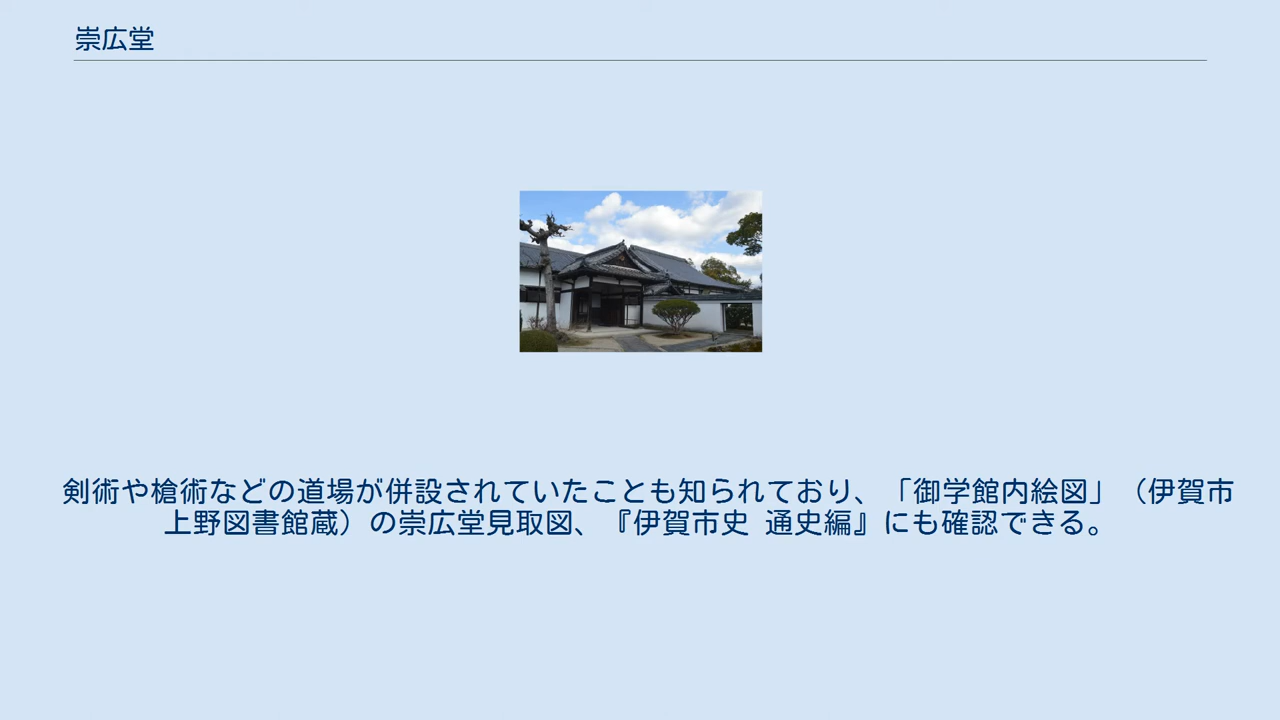 崇広堂
剣術や槍術などの道場が併設されていたことも知られており、「御学館内絵図」（伊賀市
上野図書館蔵）の崇広堂見取図、『伊賀市史 通史編』にも確認できる。